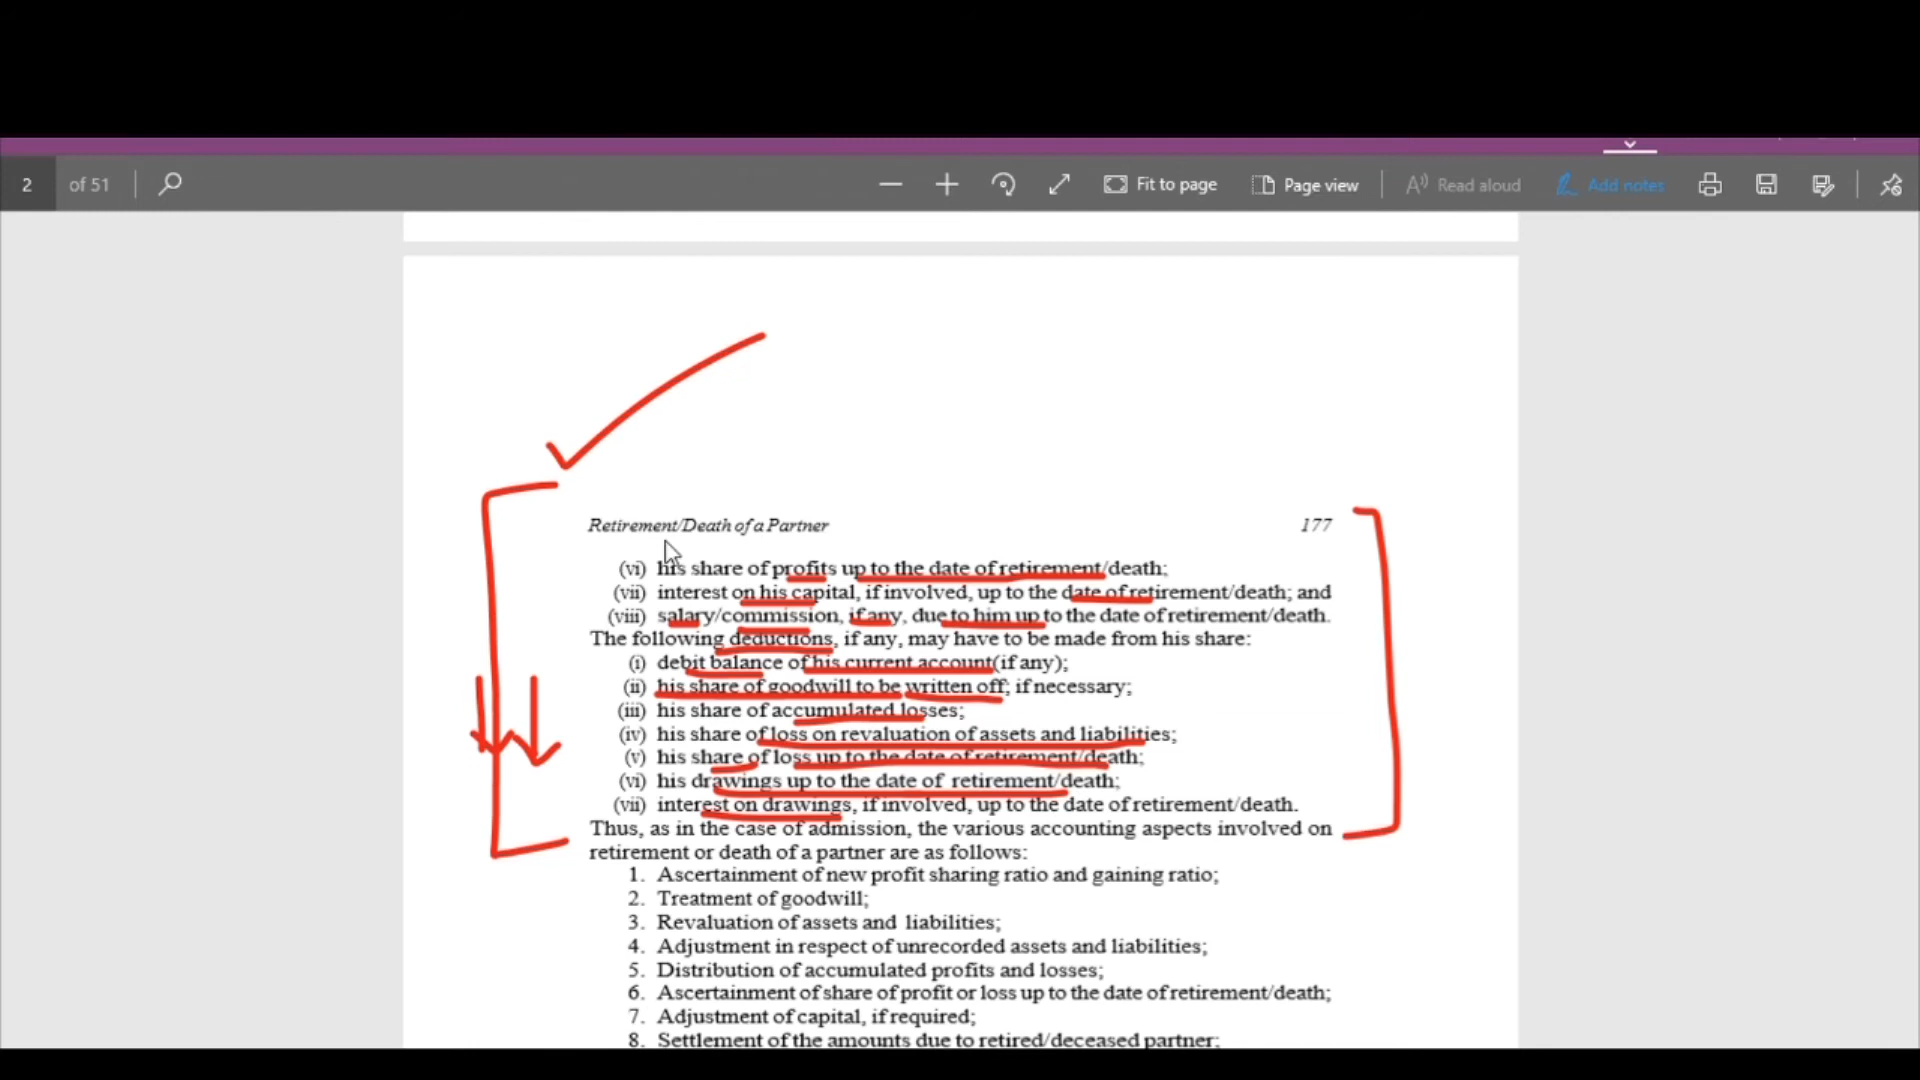 2 of 51 Fit to page Page view Read aloud Add notes
Retirement/Death of a Partner 177
(vi) his share of profits up to the date of retirement/death;
(vii) interest on his capital, if involved, up to the date of retirement/death; and
(viii) salary/commission, if any, due to him up to the date of retirement/death.
The following deductions, if any, may have to be made from his share:
(i) debit balance of his current account(if any);
(ii) his share of goodwill to be written off; if necessary;
(iii) his share of accumulated losses;
(iv) his share of loss on revaluation of assets and liabilities;
(v) his share of loss up to the date of retirement/death;
(vi) his drawings up to the date of retirement/death;
(vii) interest on drawings, if involved, up to the date of retirement/death.
Thus, as in the case of admission, the various accounting aspects involved on
retirement or death of a partner are as follows:
1. Ascertainment of new profit sharing ratio and gaining ratio;
2. Treatment of goodwill;
3. Revaluation of assets and liabilities;
4. Adjustment in respect of unrecorded assets and liabilities;
5. Distribution of accumulated profits and losses;
6. Ascertainment of share of profit or loss up to the date of retirement/death;
7. Adjustment of capital, if required;
8. Settlement of the amounts due to retired/deceased partner;